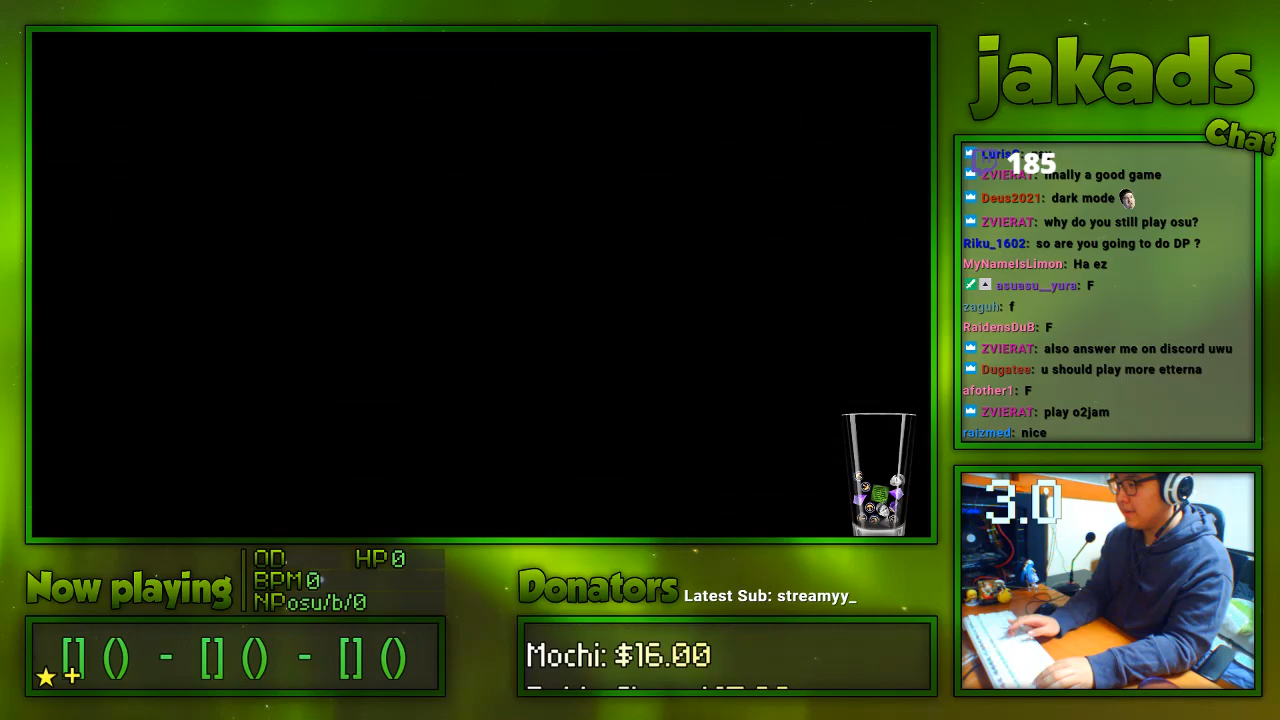 jakads
Chat
185
ZVIERAT: finally a good game
Deus2021: dark mode
ZVIERAT: why do you still play osu?
Riku_1602: so are you going to do DP ?
MyNameIsLimon: Ha ez
asuasu__yura: F
zaguh: f
RaidensDuB: F
ZVIERAT: also answer me on discord uwu
Dugatee: u should play more etterna
afother1: F
ZVIERAT: play o2jam
raizmed: nice
3.0
Now playing
OD HP 0
BPM 0
NP osu/b/0
[] () - [] () - [] ()
+
Donators
Latest Sub: streamyy_
Mochi: $16.00